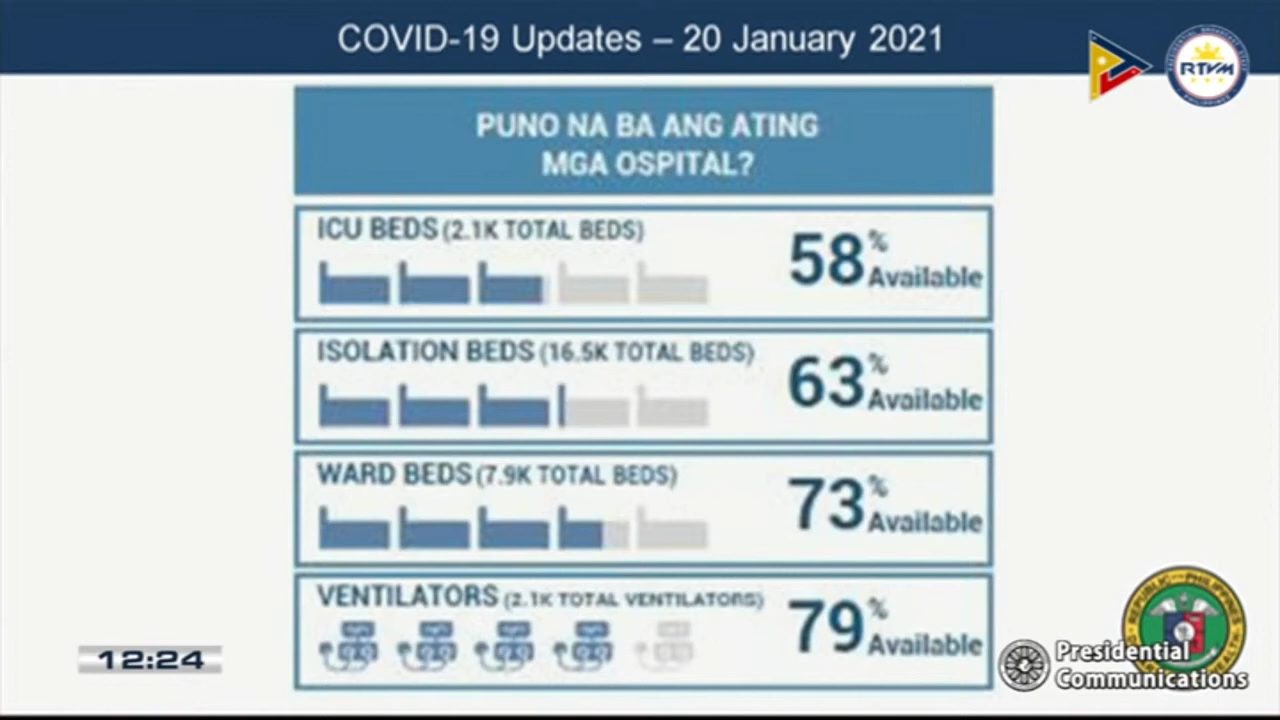 COVID-19 Updates – 20 January 2021
RTVM
PUNO NA BA ANG ATING
MGA OSPITAL?
ICU BEDS (2.1K TOTAL BEDS)
58% Available
ISOLATION BEDS (16.5K TOTAL BEDS)
63% Available
WARD BEDS (7.9K TOTAL BEDS)
73% Available
VENTILATORS (2.1K TOTAL VENTILATORS)
79% Available
12:24
Presidential
Communications